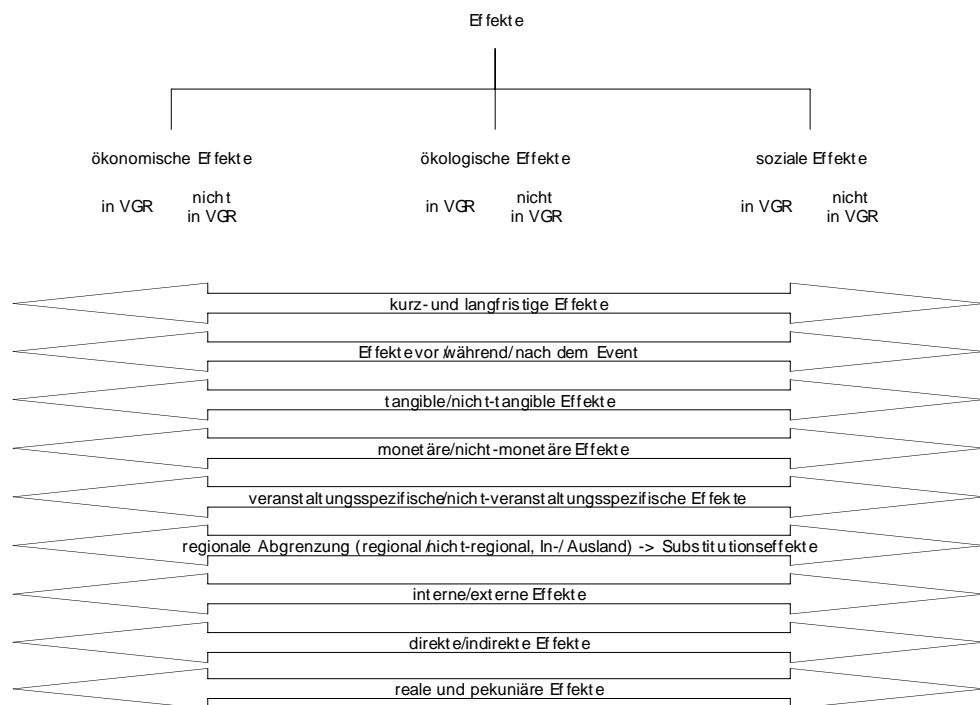 Effekte
ökonomische Effekte
ökologische Effekte
soziale Effekte
in VGR
nicht
in VGR
in VGR
nicht
in VGR
in VGR
nicht
in VGR
kurz- und langfristige Effekte
Effekte vor /während/nach dem Event
tangible/nicht-tangible Effekte
monetäre/nicht-monetäre Effekte
veranstaltungsspezifische/nicht-veranstaltungsspezifische Effekte
regionale Abgrenzung (regional/nicht-regional, In-/ Ausland) -> Substitutionseffekte
interne/externe Effekte
direkte/indirekte Effekte
reale und pekuniäre Effekte